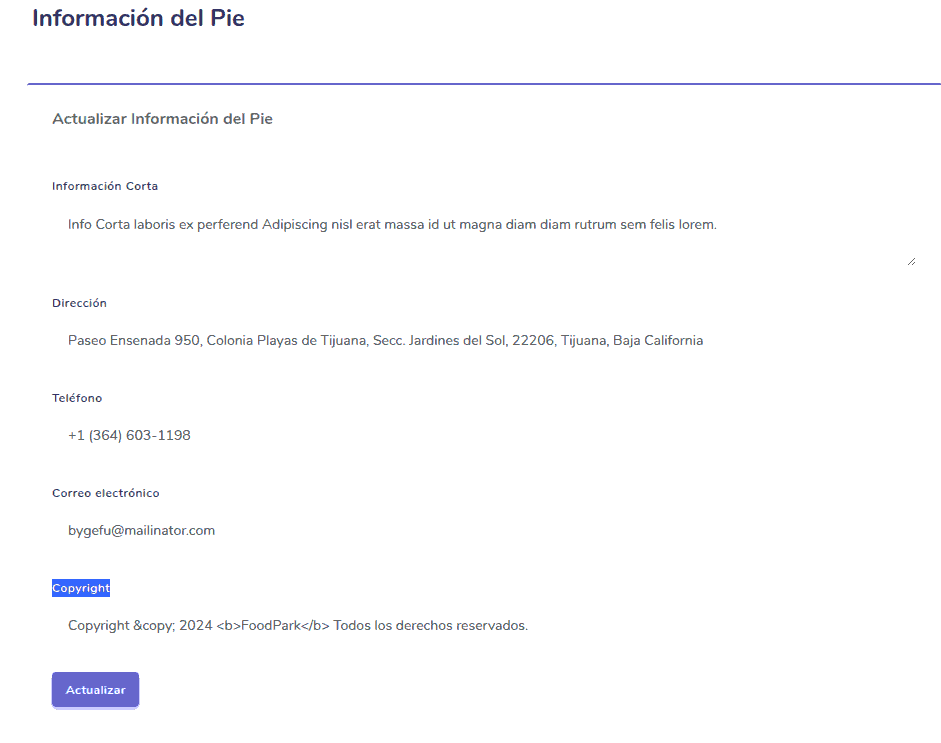 Información del Pie
Actualizar Información del Pie
Información Corta
Info Corta laboris ex perferend Adipiscing nisl erat massa id ut magna diam diam rutrum sem felis lorem.
Dirección
Paseo Ensenada 950, Colonia Playas de Tijuana, Secc. Jardines del Sol, 22206, Tijuana, Baja California
Teléfono
+1 (364) 603-1198
Correo electrónico
bygefu@mailinator.com
Copyright
Copyright &copy; 2024 <b>FoodPark</b> Todos los derechos reservados.
Actualizar